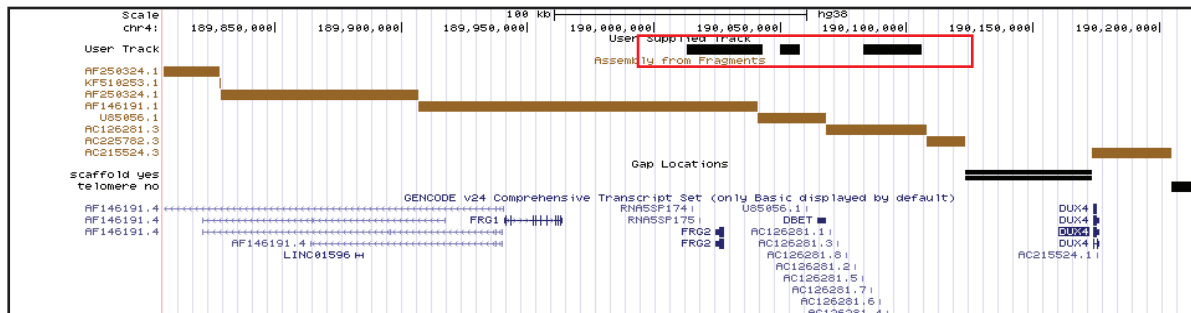 Scale 100 kb hg38
chr4: 189,850,000 189,900,000 189,950,000 190,000,000 190,050,000 190,100,000 190,150,000 190,200,000
User Supplied Track
User Track
Assembly from Fragments
AF250324.1
KF510253.1
AF250324.1
AF146191.1
U85056.1
AC126281.3
AC225782.3
AC215524.3
Gap Locations
scaffold yes
telomere no
GENCODE v24 Comprehensive Transcript Set (only Basic displayed by default)
AF146191.4 RNA5SP174 U85056.1 DUX4
AF146191.4 FRG1 RNA5SP175 DBET DUX4
AF146191.4 FRG2 AC126281.1 DUX4
AF146191.4 FRG2 AC126281.3 DUX4
LINC01596 AC126281.8 AC215524.1
AC126281.2
AC126281.5
AC126281.7
AC126281.6
AC126281.4